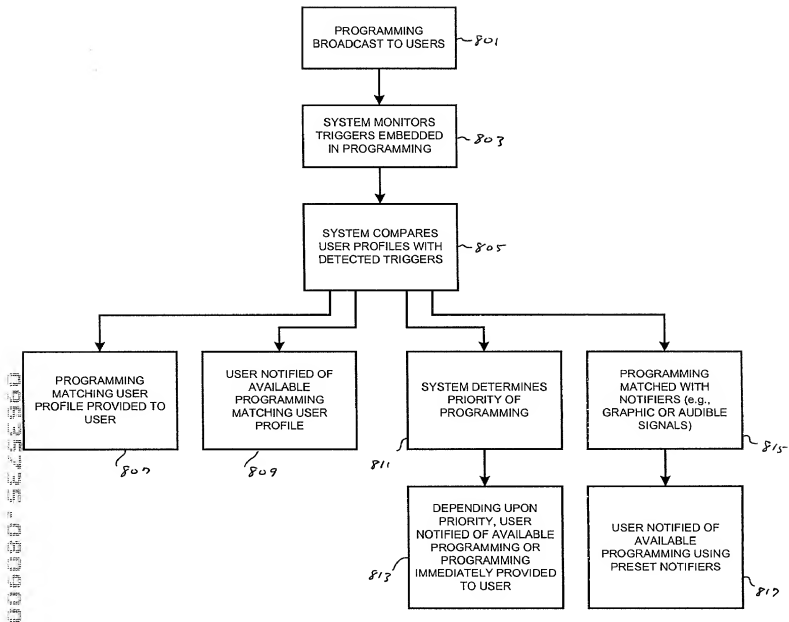 PROGRAMMING
BROADCAST TO USERS
801
SYSTEM MONITORS
TRIGGERS EMBEDDED
IN PROGRAMMING
803
SYSTEM COMPARES
USER PROFILES WITH
DETECTED TRIGGERS
805
PROGRAMMING
MATCHING USER
PROFILE PROVIDED TO
USER
807
USER NOTIFIED OF
AVAILABLE
PROGRAMMING
MATCHING USER
PROFILE
809
SYSTEM DETERMINES
PRIORITY OF
PROGRAMMING
811
PROGRAMMING
MATCHED WITH
NOTIFIERS (e.g.,
GRAPHIC OR AUDIBLE
SIGNALS)
815
DEPENDING UPON
PRIORITY, USER
NOTIFIED OF AVAILABLE
PROGRAMMING OR
PROGRAMMING
IMMEDIATELY PROVIDED
TO USER
813
USER NOTIFIED OF
AVAILABLE
PROGRAMMING USING
PRESET NOTIFIERS
817